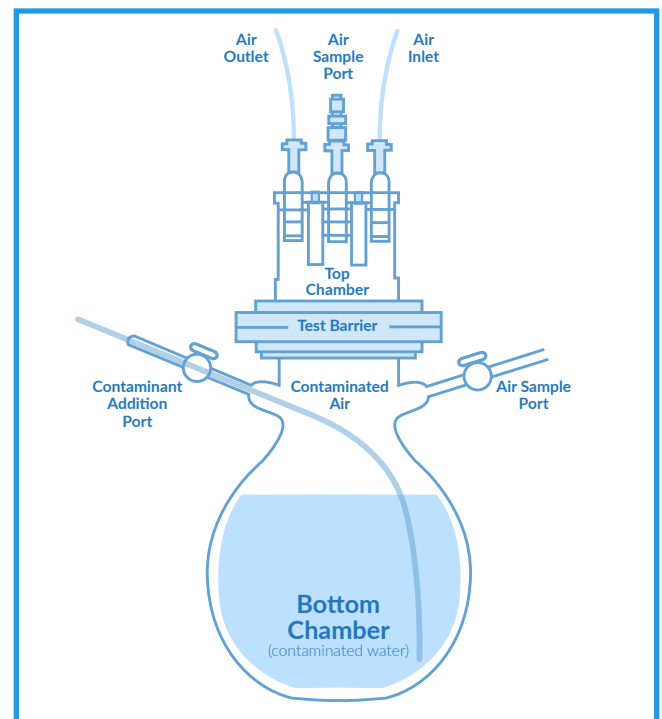 Air
Outlet
Air
Sample
Port
Air
Inlet
Top
Chamber
Test Barrier
Contaminant
Addition
Port
Contaminated
Air
Air Sample
Port
Bottom
Chamber
(contaminated water)